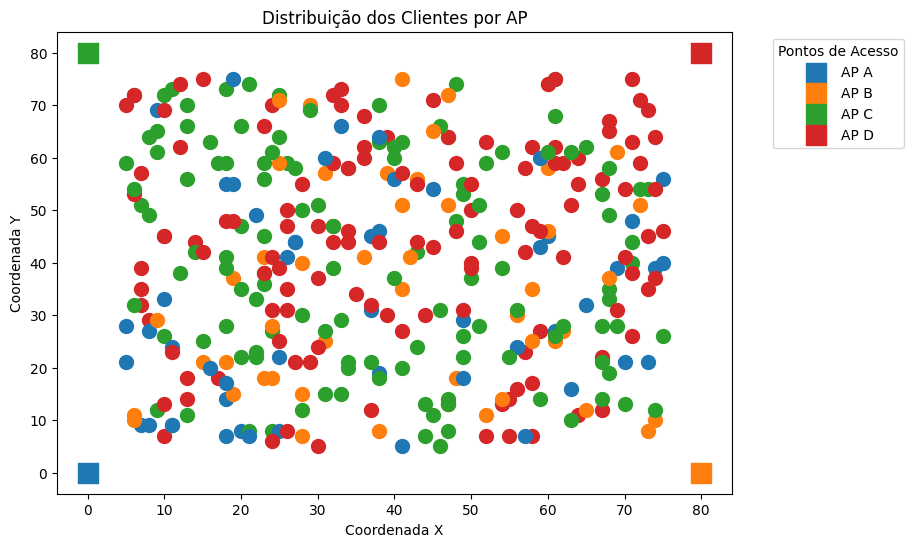 Distribuição dos Clientes por AP
80
70
60
50
40
30
20
10
0
Coordenada Y
0 10 20 30 40 50 60 70 80
Coordenada X
Pontos de Acesso
AP A
AP B
AP C
AP D